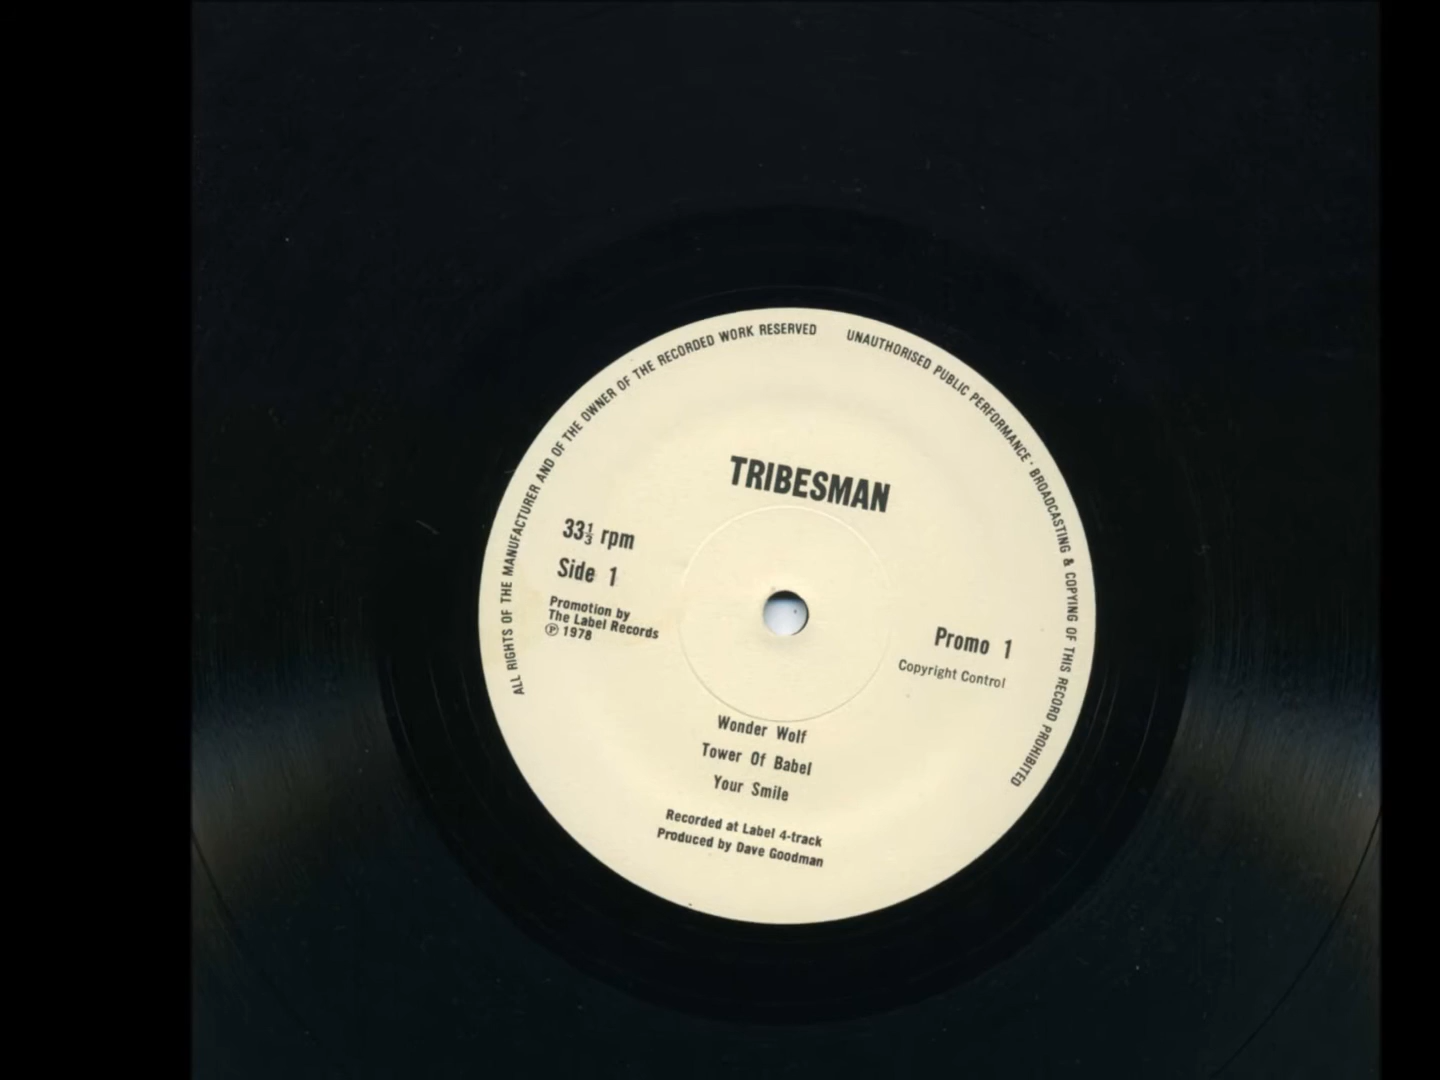 ALL RIGHTS OF THE MANUFACTURER AND OF THE OWNER OF THE RECORDED WORK RESERVED
UNAUTHORISED PUBLIC PERFORMANCE · BROADCASTING & COPYING OF THIS RECORD PROHIBITED
TRIBESMAN
33⅓ rpm
Side 1
Promotion by
The Label Records
℗ 1978
Promo 1
Copyright Control
Wonder Wolf
Tower Of Babel
Your Smile
Recorded at Label 4-track
Produced by Dave Goodman